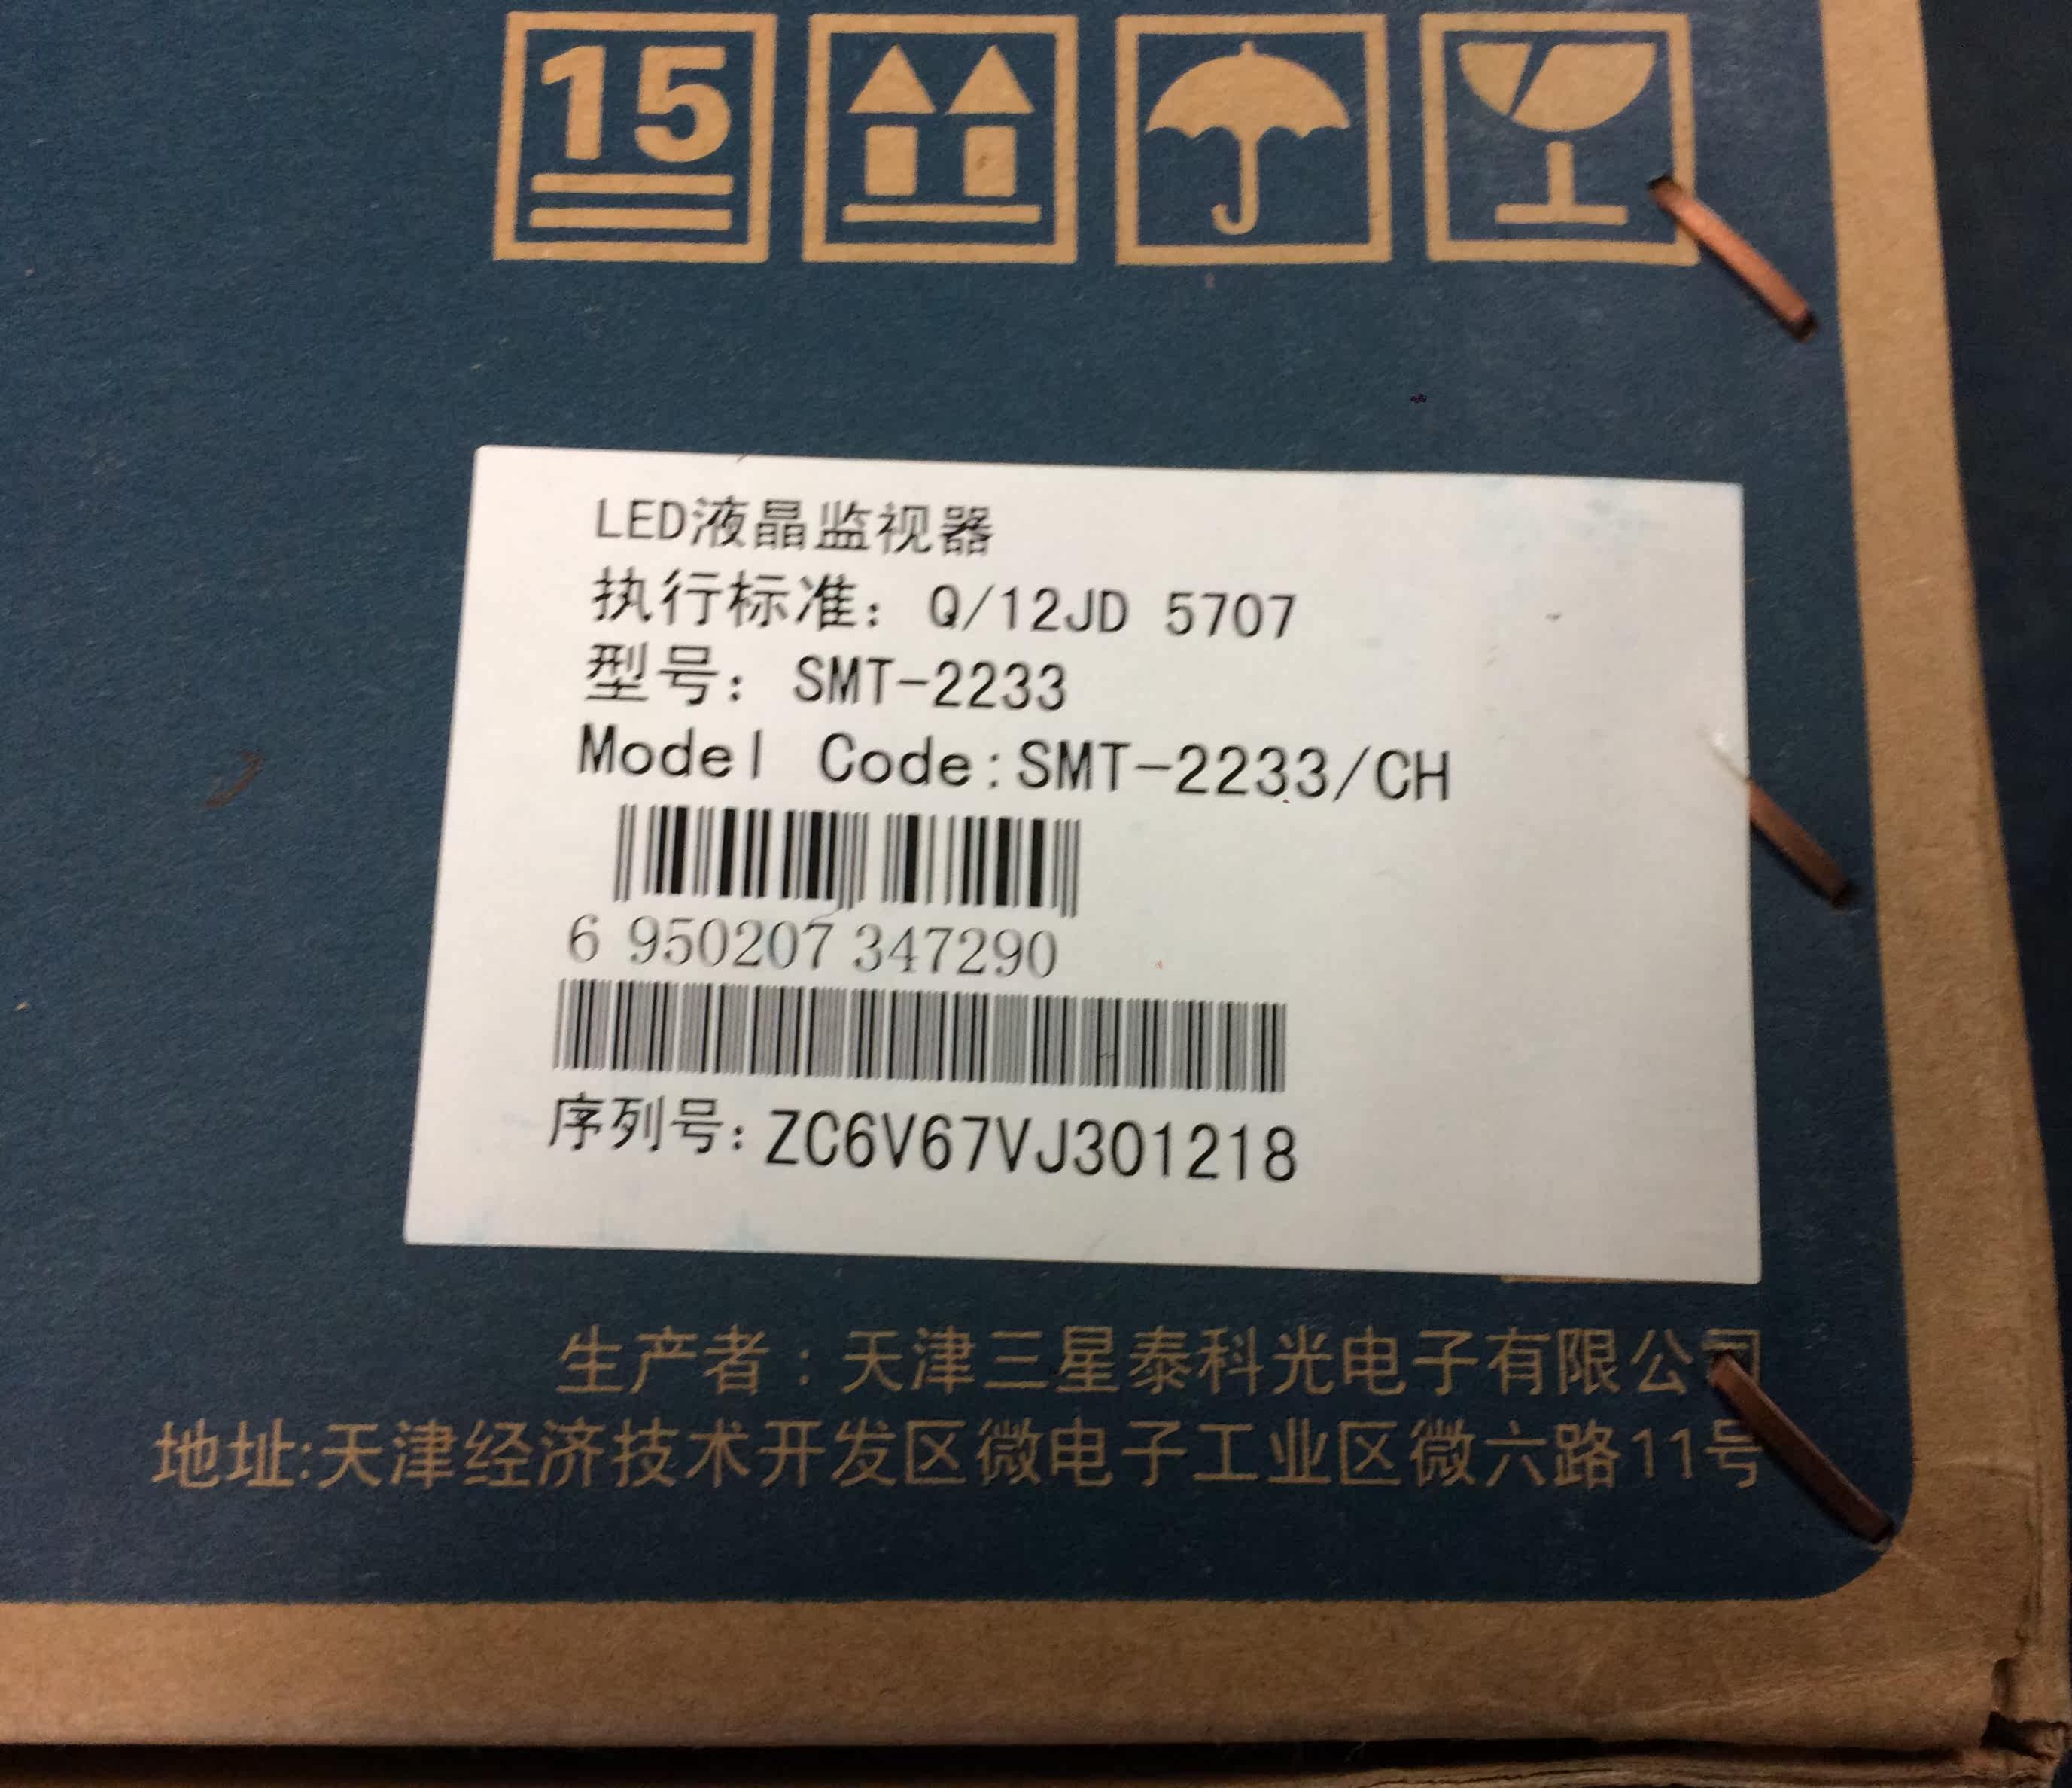 15
LED液晶监视器
执行标准: Q/12JD 5707
型号: SMT-2233
Model Code:SMT-2233/CH
6 950207 347290
序列号: ZC6V67VJ301218
生产者:天津三星泰科光电子有限公司
地址:天津经济技术开发区微电子工业区微六路11号